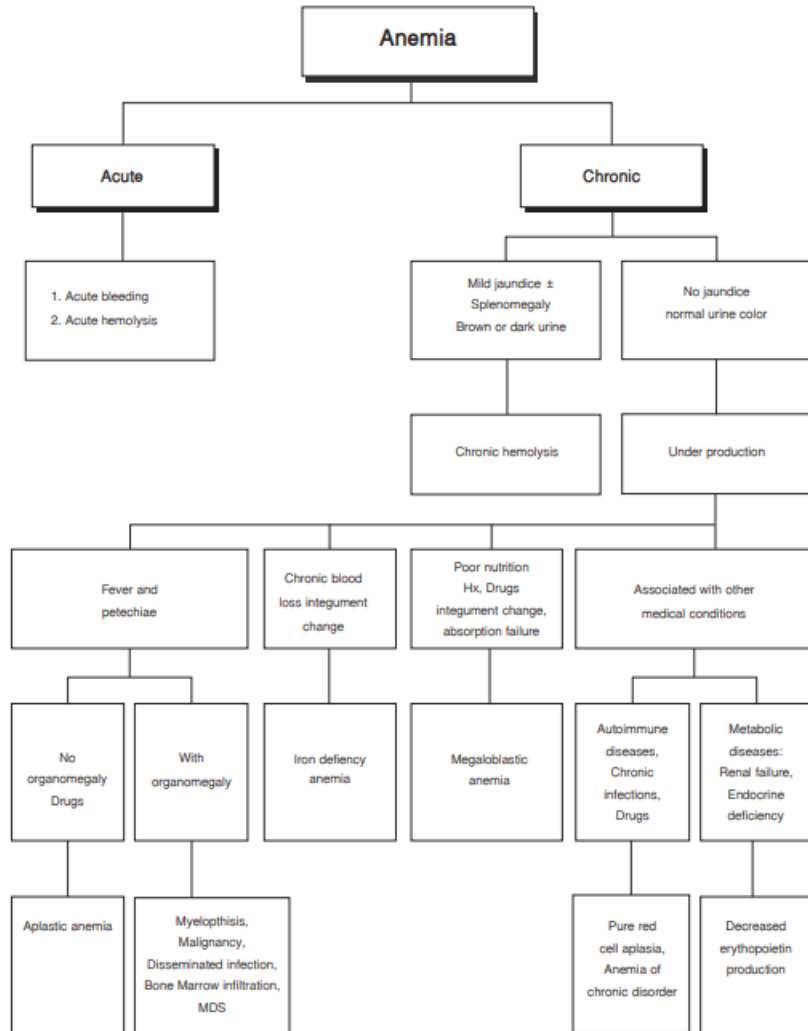 Anemia
Acute
Chronic
1. Acute bleeding
2. Acute hemolysis
Mild jaundice ±
Splenomegaly
Brown or dark urine
No jaundice
normal urine color
Chronic hemolysis
Under production
Fever and
petechiae
Chronic blood
loss integument
change
Poor nutrition
Hx, Drugs
integument change,
absorption failure
Associated with other
medical conditions
No
organomegaly
Drugs
With
organomegaly
Iron defiency
anemia
Megaloblastic
anemia
Autoimmune
diseases,
Chronic
infections,
Drugs
Metabolic
diseases:
Renal failure,
Endocrine
deficiency
Aplastic anemia
Myelopthisis,
Malignancy,
Disseminated infection,
Bone Marrow infiltration,
MDS
Pure red
cell aplasia,
Anemia of
chronic disorder
Decreased
erythopoietin
production